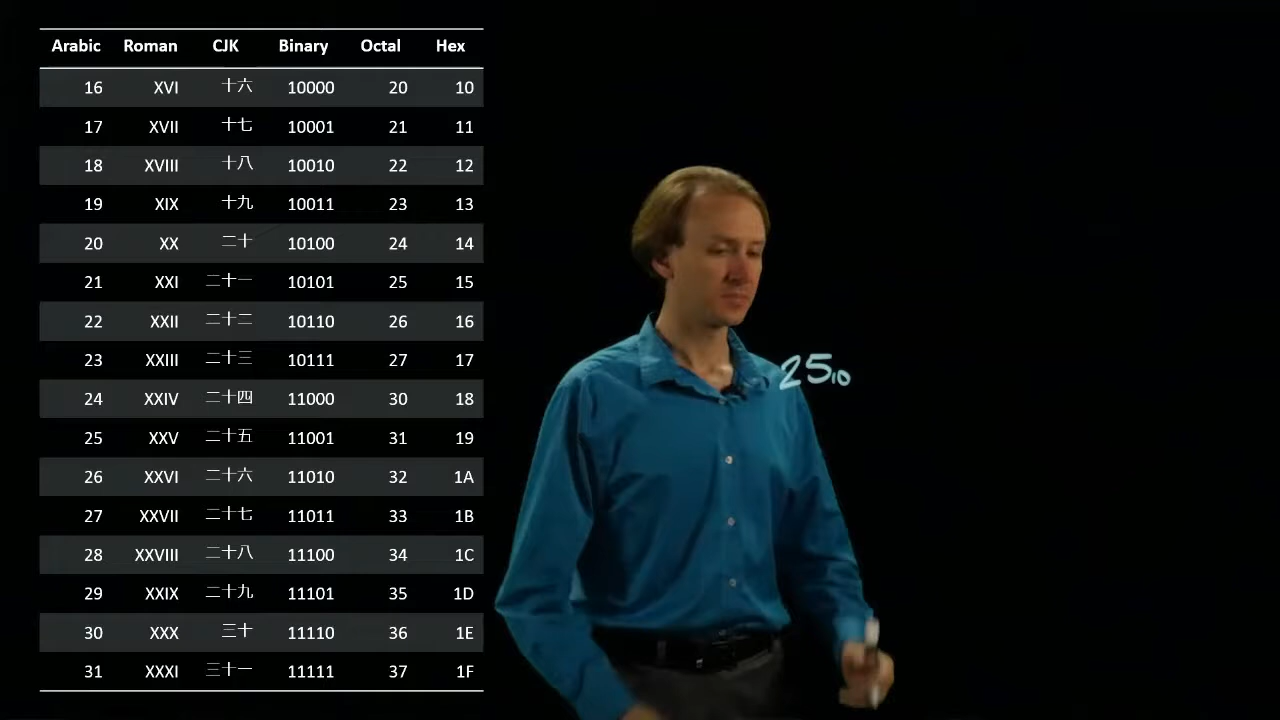 Arabic Roman CJK Binary Octal Hex
16 XVI 十六 10000 20 10
17 XVII 十七 10001 21 11
18 XVIII 十八 10010 22 12
19 XIX 十九 10011 23 13
20 XX 二十 10100 24 14
21 XXI 二十一 10101 25 15
22 XXII 二十二 10110 26 16
23 XXIII 二十三 10111 27 17
24 XXIV 二十四 11000 30 18
25 XXV 二十五 11001 31 19
26 XXVI 二十六 11010 32 1A
27 XXVII 二十七 11011 33 1B
28 XXVIII 二十八 11100 34 1C
29 XXIX 二十九 11101 35 1D
30 XXX 三十 11110 36 1E
31 XXXI 三十一 11111 37 1F
25₁₀